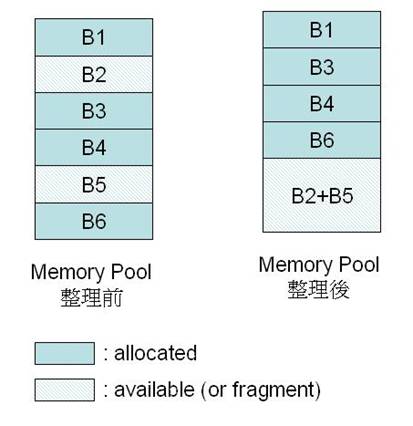 B1
B2
B3
B4
B5
B6
Memory Pool
整理前
B1
B3
B4
B6
B2+B5
Memory Pool
整理後
: allocated
: available (or fragment)